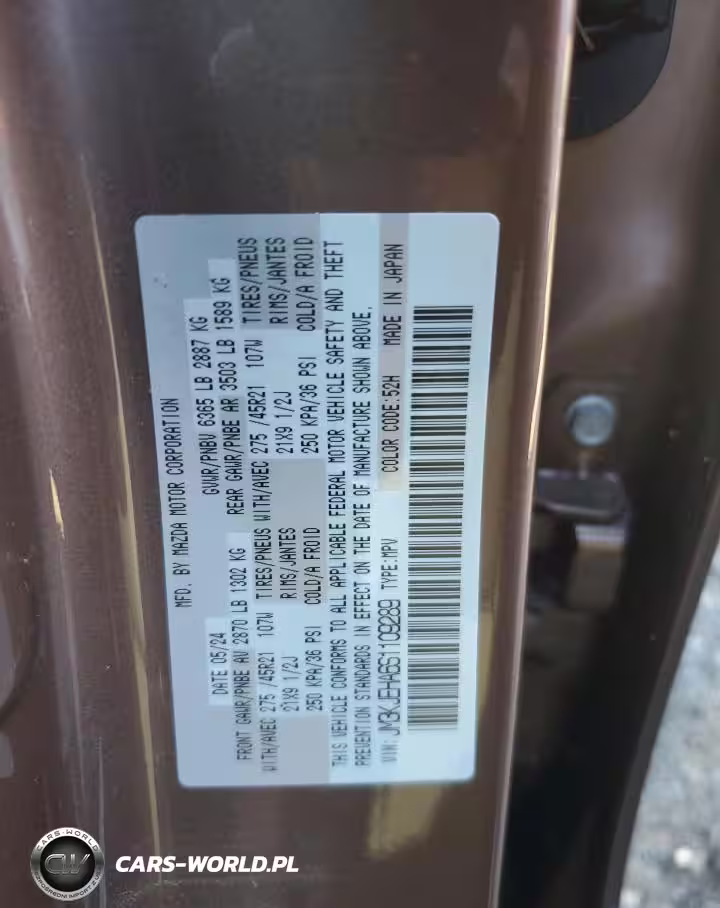 MFD. BY MAZDA MOTOR CORPORATION
DATE 05/24 GVWR/PNBV 6365 LB 2887 KG
FRONT GAWR/PNBE AV 2870 LB 1302 KG REAR GAWR/PNBE AR 3503 LB 1589 KG
WITH/AVEC 275 /45R21 107W TIRES/PNEUS WITH/AVEC 275 /45R21 107W TIRES/PNEUS
21X9 1/2J RIMS/JANTES 21X9 1/2J RIMS/JANTES
250 KPA/36 PSI COLD/A FROID 250 KPA/36 PSI COLD/A FROID
THIS VEHICLE CONFORMS TO ALL APPLICABLE FEDERAL MOTOR VEHICLE SAFETY AND THEFT
PREVENTION STANDARDS IN EFFECT ON THE DATE OF MANUFACTURE SHOWN ABOVE.
VIN: JM3KJEHA6S1109289 TYPE:MPV COLOR CODE:52H MADE IN JAPAN
CARS-WORLD
CW
CARS-WORLD.PL